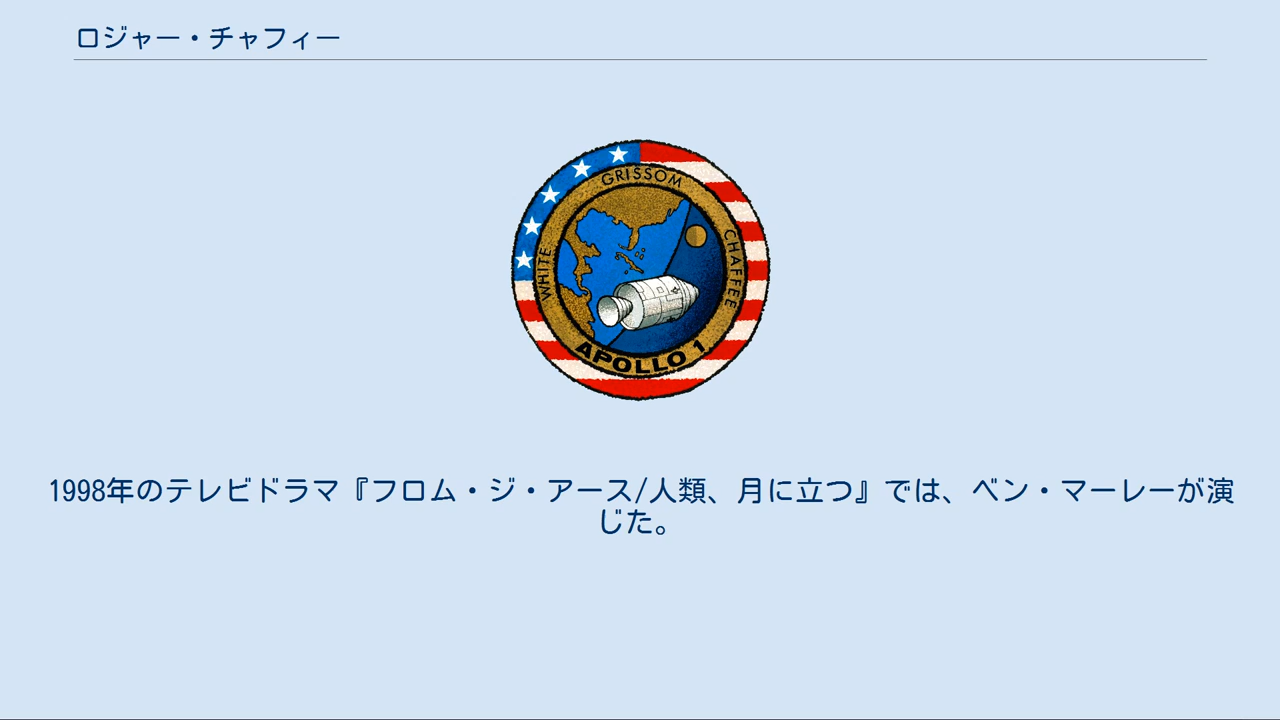 ロジャー・チャフィー
GRISSOM
WHITE
CHAFFEE
APOLLO 1
1998年のテレビドラマ『フロム・ジ・アース/人類、月に立つ』では、ベン・マーレーが演
じた。